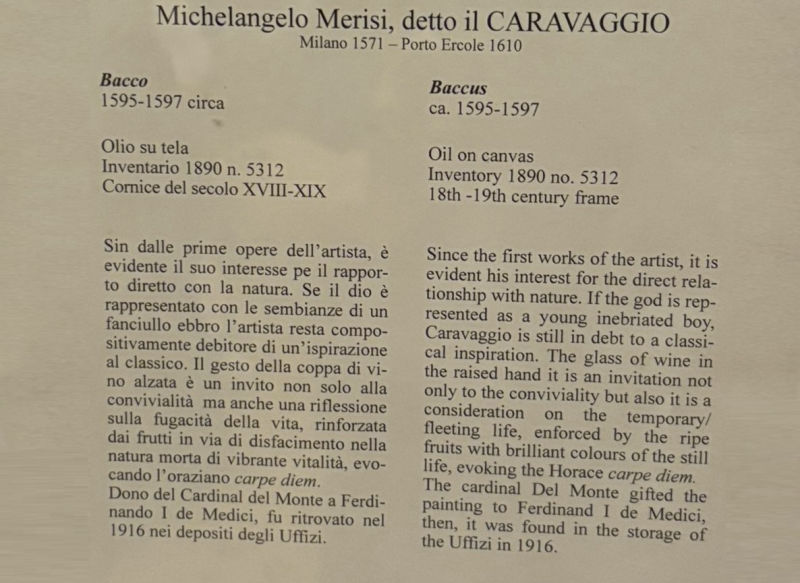 Michelangelo Merisi, detto il CARAVAGGIO
Milano 1571 – Porto Ercole 1610
Bacco
1595-1597 circa
Olio su tela
Inventario 1890 n. 5312
Cornice del secolo XVIII-XIX
Sin dalle prime opere dell'artista, è
evidente il suo interesse pe il rappor-
to diretto con la natura. Se il dio è
rappresentato con le sembianze di un
fanciullo ebbro l'artista resta compo-
sitivamente debitore di un'ispirazione
al classico. Il gesto della coppa di vi-
no alzata è un invito non solo alla
convivialità ma anche una riflessione
sulla fugacità della vita, rinforzata
dai frutti in via di disfacimento nella
natura morta di vibrante vitalità, evo-
cando l'oraziano carpe diem.
Dono del Cardinal del Monte a Ferdi-
nando I de Medici, fu ritrovato nel
1916 nei depositi degli Uffizi.
Baccus
ca. 1595-1597
Oil on canvas
Inventory 1890 no. 5312
18th -19th century frame
Since the first works of the artist, it is
evident his interest for the direct rela-
tionship with nature. If the god is rep-
resented as a young inebriated boy,
Caravaggio is still in debt to a classi-
cal inspiration. The glass of wine in
the raised hand it is an invitation not
only to the conviviality but also it is a
consideration on the temporary/
fleeting life, enforced by the ripe
fruits with brilliant colours of the still
life, evoking the Horace carpe diem.
The cardinal Del Monte gifted the
painting to Ferdinand I de Medici,
then, it was found in the storage of
the Uffizi in 1916.